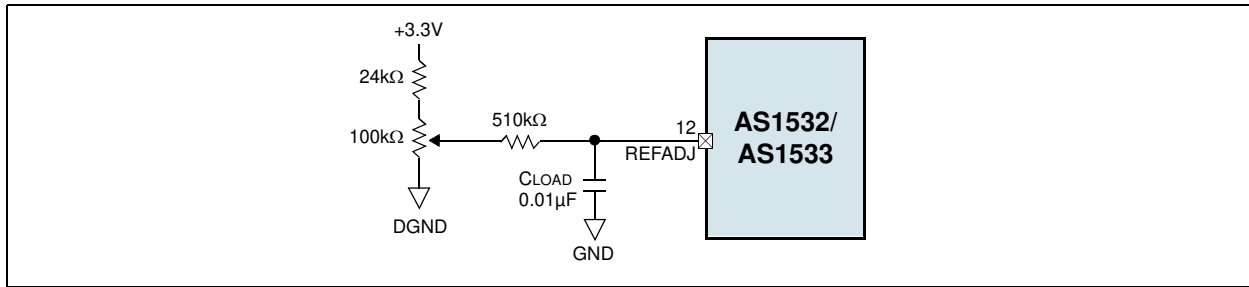 +3.3V
24kΩ
100kΩ
510kΩ
12
REFADJ
AS1532/
AS1533
CLOAD
0.01µF
DGND
GND